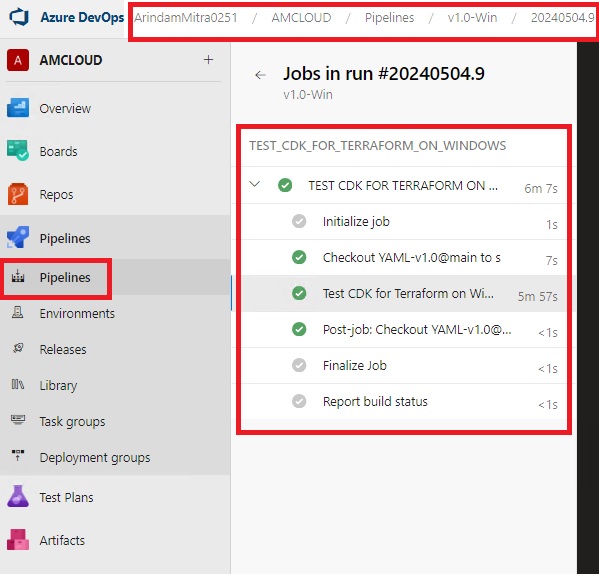 Azure DevOps ArindamMitra0251 / AMCLOUD / Pipelines / v1.0-Win / 20240504.9
A AMCLOUD +
Overview
Boards
Repos
Pipelines
Pipelines
Environments
Releases
Library
Task groups
Deployment groups
Test Plans
Artifacts
← Jobs in run #20240504.9
v1.0-Win
TEST_CDK_FOR_TERRAFORM_ON_WINDOWS
TEST CDK FOR TERRAFORM ON ... 6m 7s
Initialize job 1s
Checkout YAML-v1.0@main to s 7s
Test CDK for Terraform on Wi... 5m 57s
Post-job: Checkout YAML-v1.0@... <1s
Finalize Job <1s
Report build status <1s